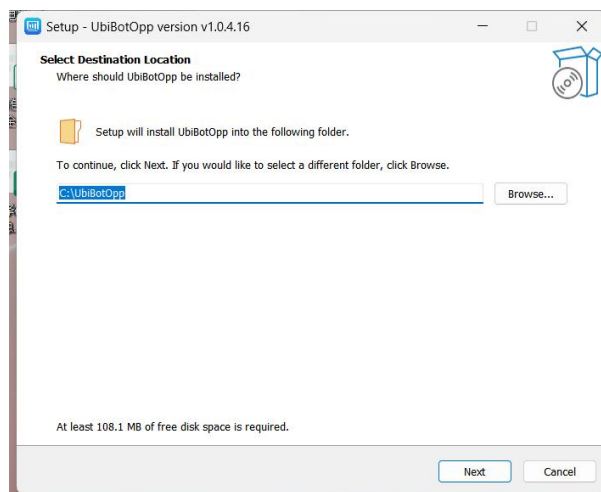 Setup - UbiBotOpp version v1.0.4.16
Select Destination Location
Where should UbiBotOpp be installed?
Setup will install UbiBotOpp into the following folder.
To continue, click Next. If you would like to select a different folder, click Browse.
C:\UbiBotOpp
Browse...
At least 108.1 MB of free disk space is required.
Next
Cancel